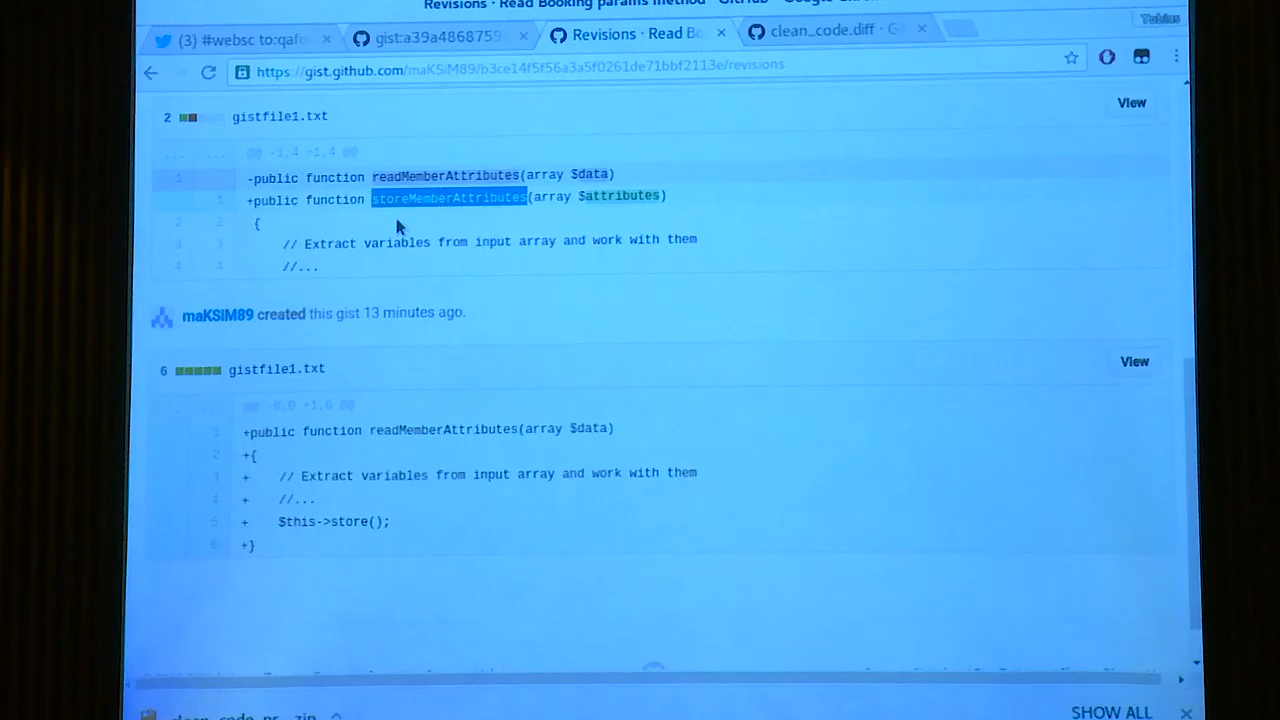 Revisions · Read Booking params method · GitHub - Google
Tobias
(3) #websc to:qafo
gist:a39a4868759
Revisions · Read B
clean_code.diff · G
https://gist.github.com/maKSiM89/b3ce14f5f56a3a5f0261de71bbf2113e/revisions
2 gistfile1.txt View
... ... @@ -1,4 +1,4 @@
1 -public function readMemberAttributes(array $data)
1 +public function storeMemberAttributes(array $attributes)
2 2 {
3 3 // Extract variables from input array and work with them
4 4 //...
maKSiM89 created this gist 13 minutes ago.
6 gistfile1.txt View
... ... @@ -0,0 +1,6 @@
1 +public function readMemberAttributes(array $data)
2 +{
3 + // Extract variables from input array and work with them
4 + //...
5 + $this->store();
6 +}
SHOW ALL